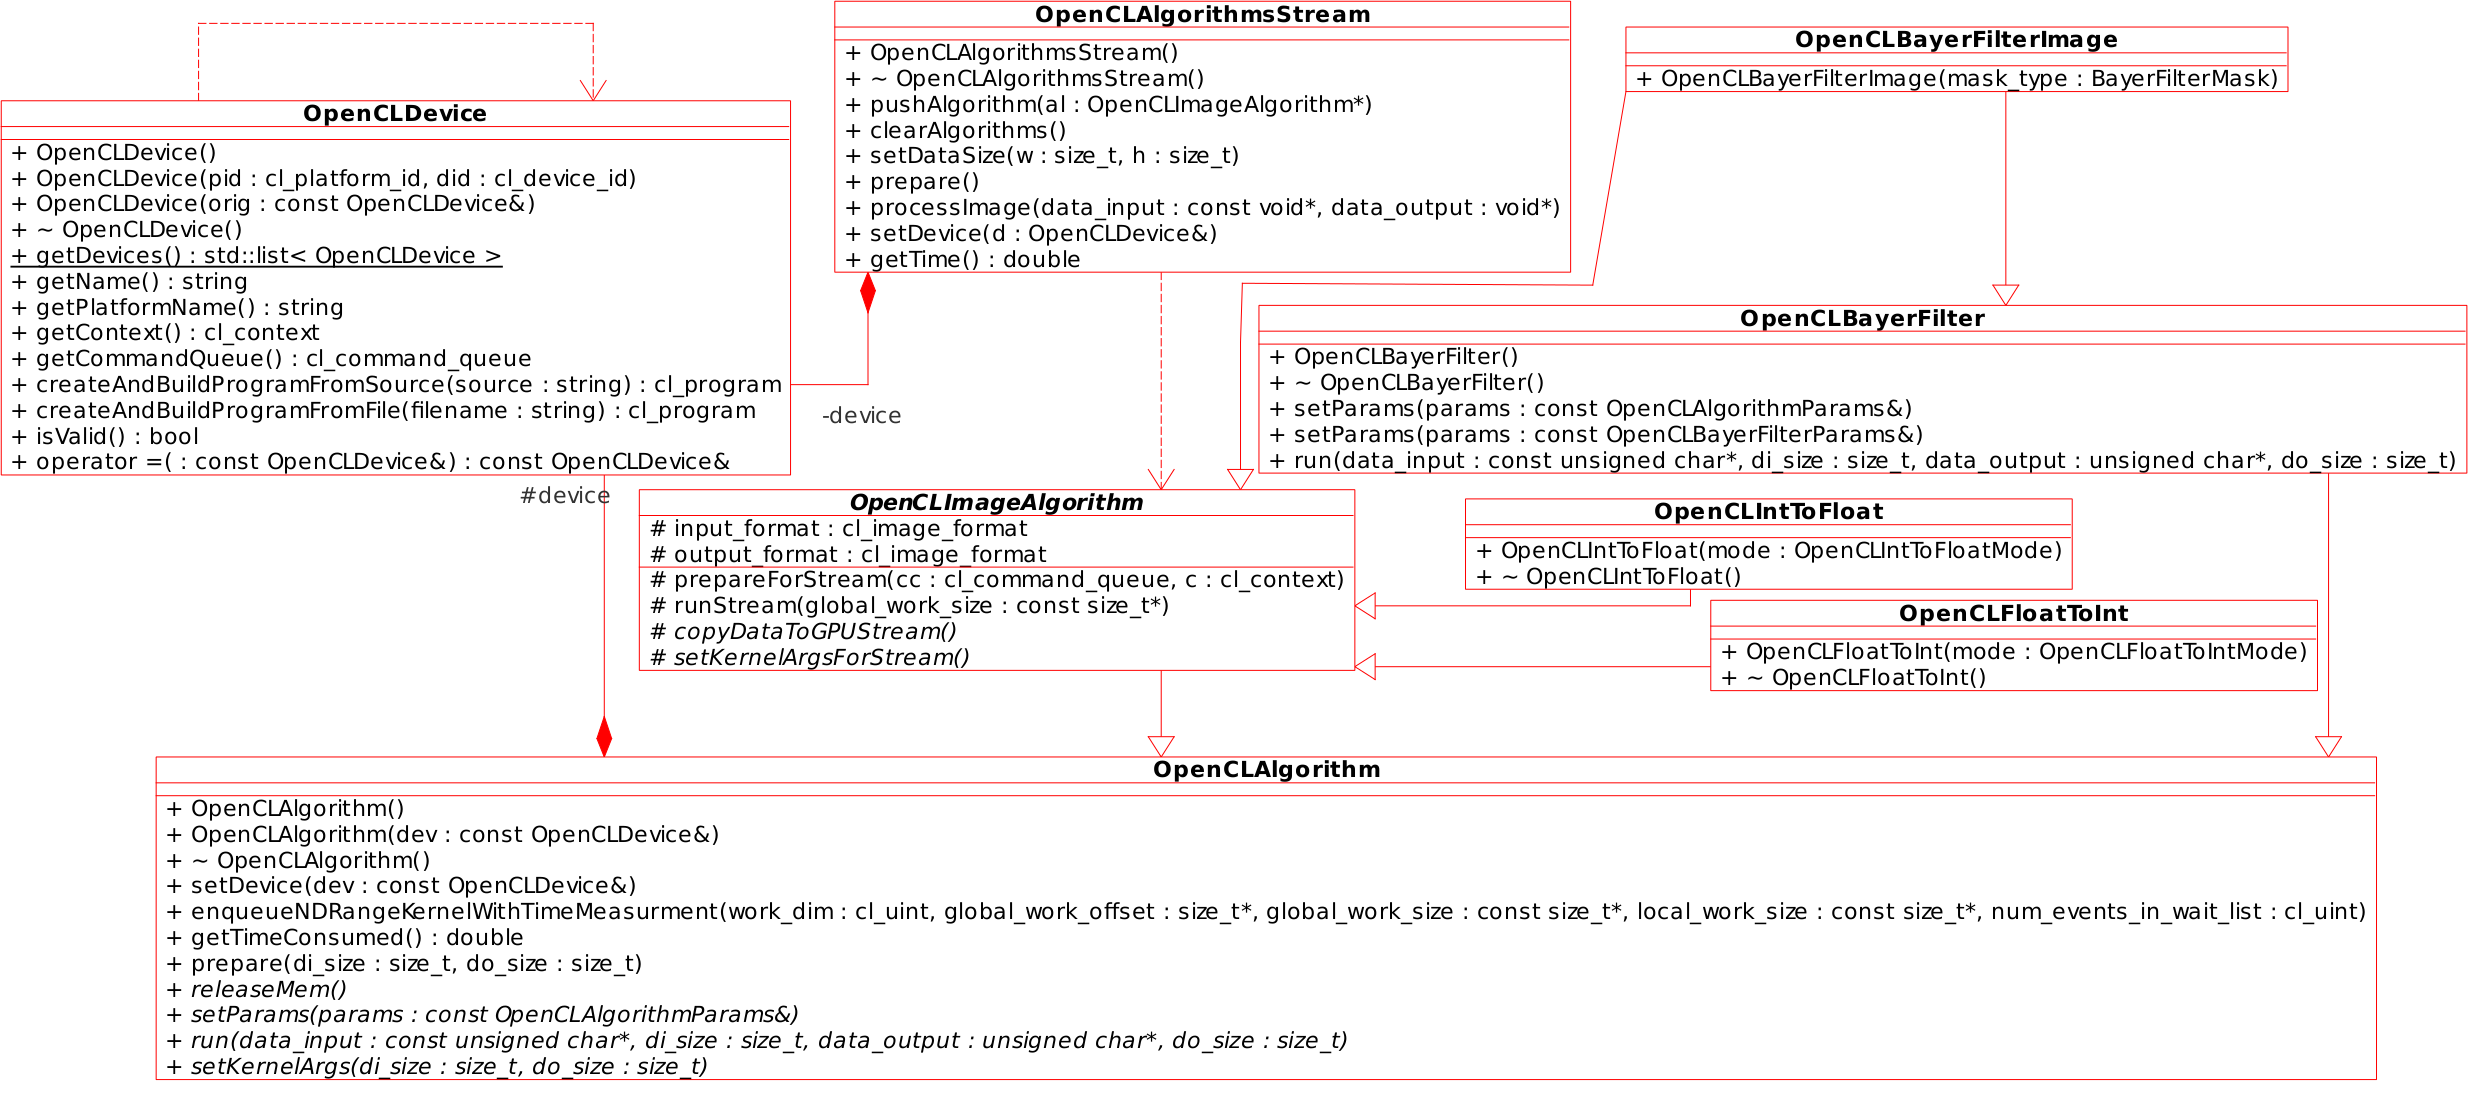 OpenCLAlgorithmsStream
+ OpenCLAlgorithmsStream()
+ ~ OpenCLAlgorithmsStream()
+ pushAlgorithm(al : OpenCLImageAlgorithm*)
+ clearAlgorithms()
+ setDataSize(w : size_t, h : size_t)
+ prepare()
+ processImage(data_input : const void*, data_output : void*)
+ setDevice(d : OpenCLDevice&)
+ getTime() : double
OpenCLBayerFilterImage
+ OpenCLBayerFilterImage(mask_type : BayerFilterMask)
OpenCLDevice
+ OpenCLDevice()
+ OpenCLDevice(pid : cl_platform_id, did : cl_device_id)
+ OpenCLDevice(orig : const OpenCLDevice&)
+ ~ OpenCLDevice()
+ getDevices() : std::list< OpenCLDevice >
+ getName() : string
+ getPlatformName() : string
+ getContext() : cl_context
+ getCommandQueue() : cl_command_queue
+ createAndBuildProgramFromSource(source : string) : cl_program
+ createAndBuildProgramFromFile(filename : string) : cl_program
+ isValid() : bool
+ operator =( : const OpenCLDevice&) : const OpenCLDevice&
-device
#device
OpenCLBayerFilter
+ OpenCLBayerFilter()
+ ~ OpenCLBayerFilter()
+ setParams(params : const OpenCLAlgorithmParams&)
+ setParams(params : const OpenCLBayerFilterParams&)
+ run(data_input : const unsigned char*, di_size : size_t, data_output : unsigned char*, do_size : size_t)
OpenCLImageAlgorithm
# input_format : cl_image_format
# output_format : cl_image_format
# prepareForStream(cc : cl_command_queue, c : cl_context)
# runStream(global_work_size : const size_t*)
# copyDataToGPUStream()
# setKernelArgsForStream()
OpenCLIntToFloat
+ OpenCLIntToFloat(mode : OpenCLIntToFloatMode)
+ ~ OpenCLIntToFloat()
OpenCLFloatToInt
+ OpenCLFloatToInt(mode : OpenCLFloatToIntMode)
+ ~ OpenCLFloatToInt()
OpenCLAlgorithm
+ OpenCLAlgorithm()
+ OpenCLAlgorithm(dev : const OpenCLDevice&)
+ ~ OpenCLAlgorithm()
+ setDevice(dev : const OpenCLDevice&)
+ enqueueNDRangeKernelWithTimeMeasurment(work_dim : cl_uint, global_work_offset : size_t*, global_work_size : const size_t*, local_work_size : const size_t*, num_events_in_wait_list : cl_uint)
+ getTimeConsumed() : double
+ prepare(di_size : size_t, do_size : size_t)
+ releaseMem()
+ setParams(params : const OpenCLAlgorithmParams&)
+ run(data_input : const unsigned char*, di_size : size_t, data_output : unsigned char*, do_size : size_t)
+ setKernelArgs(di_size : size_t, do_size : size_t)